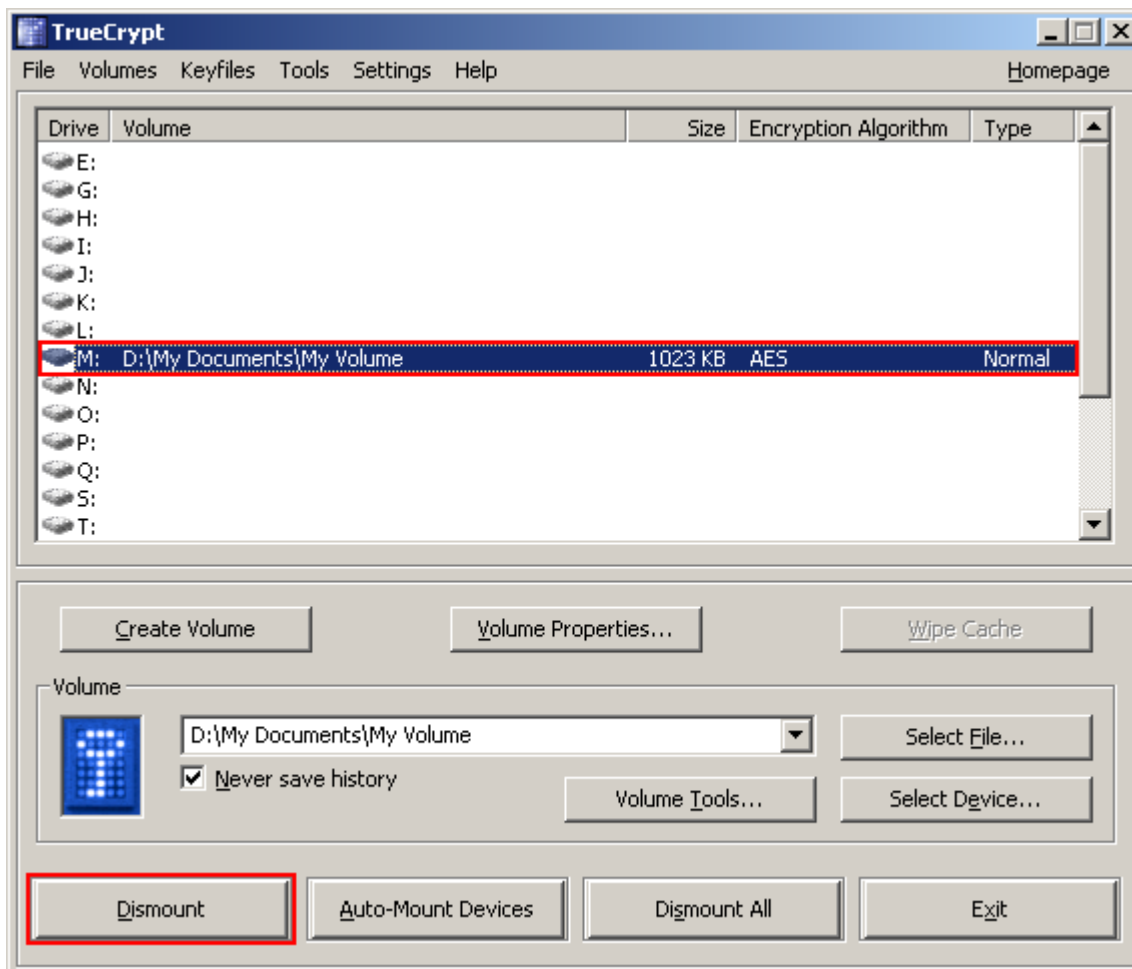 TrueCrypt
File Volumes Keyfiles Tools Settings Help Homepage
Drive Volume Size Encryption Algorithm Type
E:
G:
H:
I:
J:
K:
L:
M: D:\My Documents\My Volume 1023 KB AES Normal
N:
O:
P:
Q:
S:
T:
Create Volume Volume Properties... Wipe Cache
Volume
D:\My Documents\My Volume Select File...
Never save history
Volume Tools... Select Device...
Dismount Auto-Mount Devices Dismount All Exit